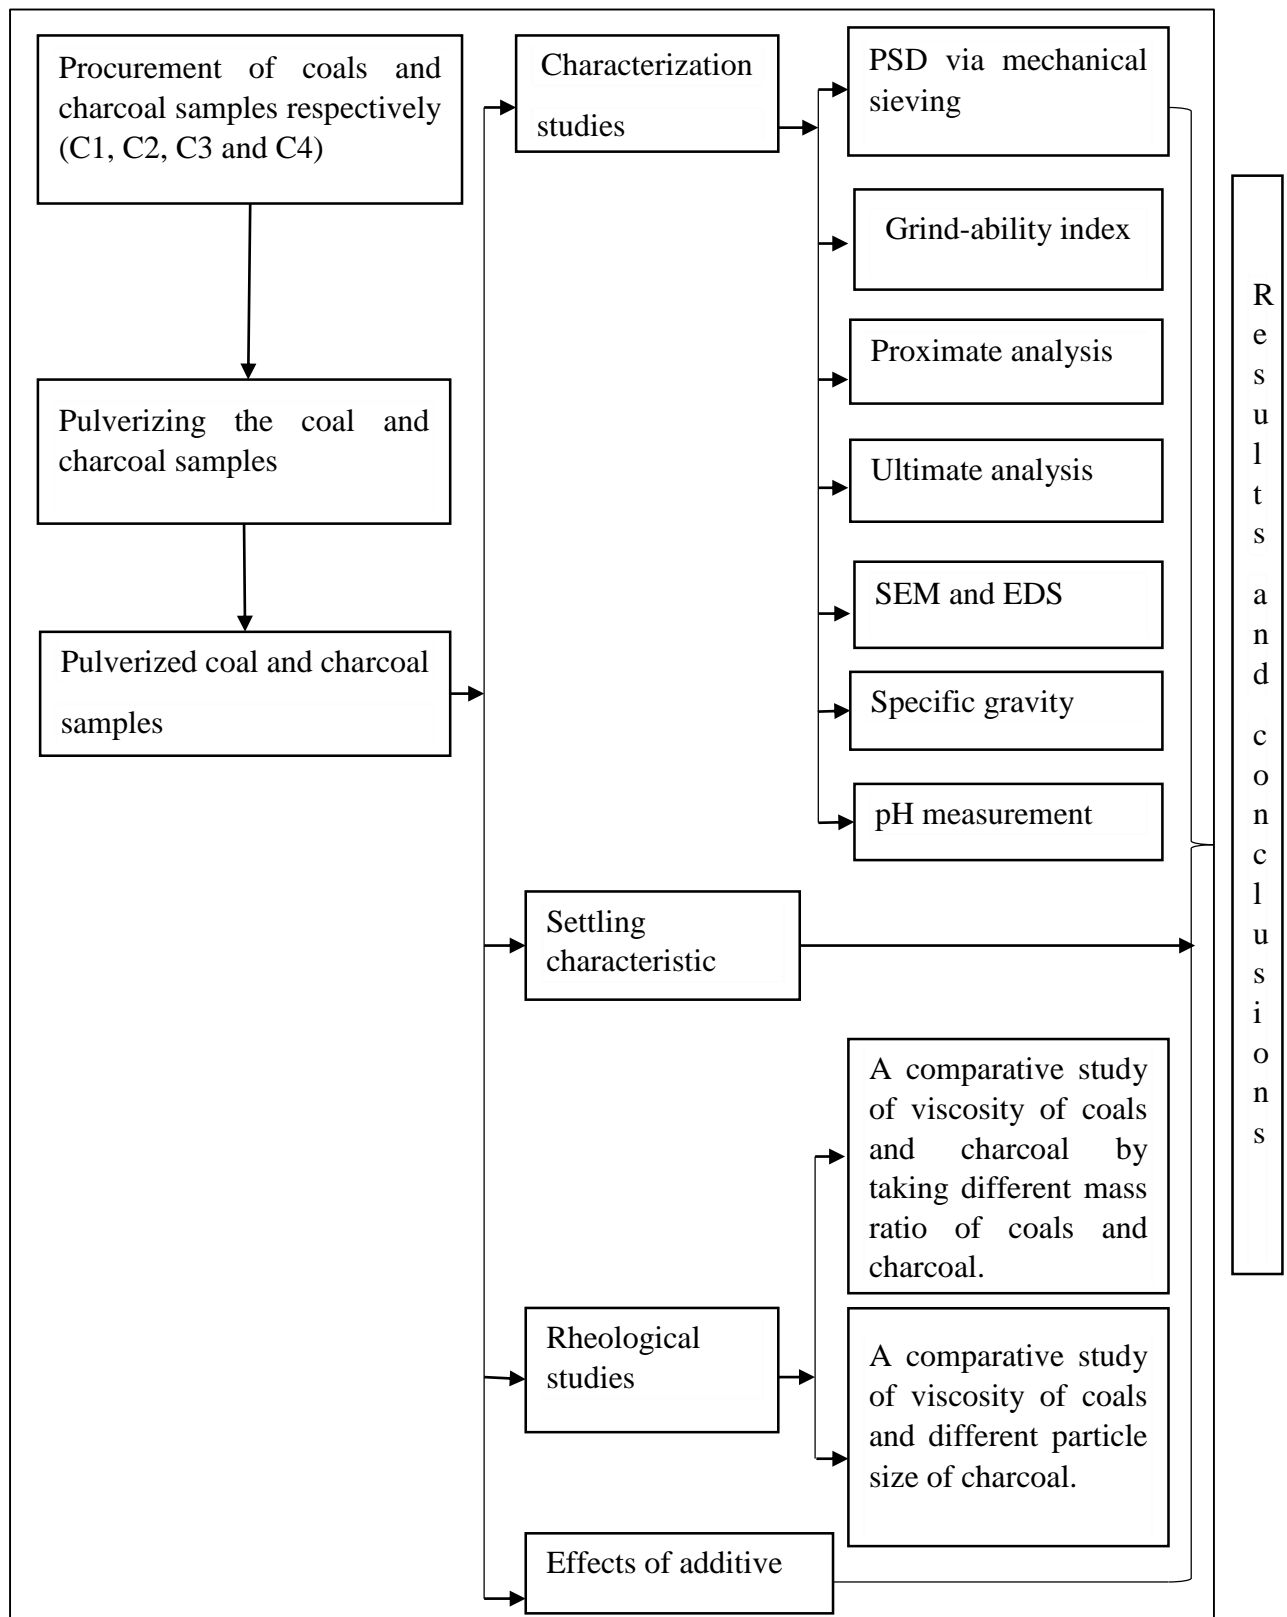 Procurement of coals and
charcoal samples respectively
(C1, C2, C3 and C4)
Pulverizing the coal and
charcoal samples
Pulverized coal and charcoal
samples
Characterization
studies
PSD via mechanical
sieving
Grind-ability index
Proximate analysis
Ultimate analysis
SEM and EDS
Specific gravity
pH measurement
Settling
characteristic
Rheological
studies
A comparative study
of viscosity of coals
and charcoal by
taking different mass
ratio of coals and
charcoal.
A comparative study
of viscosity of coals
and different particle
size of charcoal.
Effects of additive
Results and conclusions